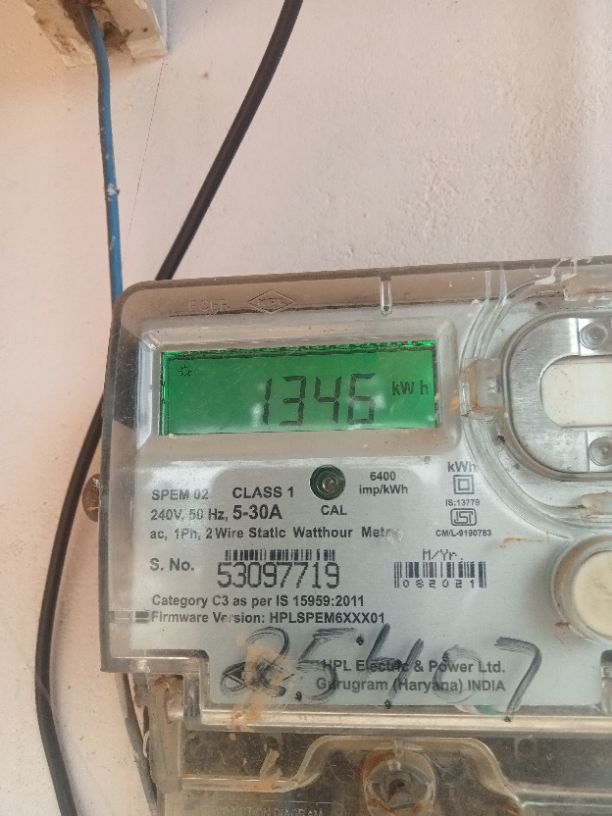 HPL
1346 kWh
SPEM 02 CLASS 1 6400 imp/kWh kWh
240V, 50 Hz, 5-30A CAL IS:13779
ac, 1Ph, 2 Wire Static Watthour Meter CM/L-9190783
S. No. 53097719 M/Yr. 082021
Category C3 as per IS 15959:2011
Firmware Version: HPLSPEM6XXX01
25407
HPL Electric & Power Ltd.
Gurugram (Haryana) INDIA